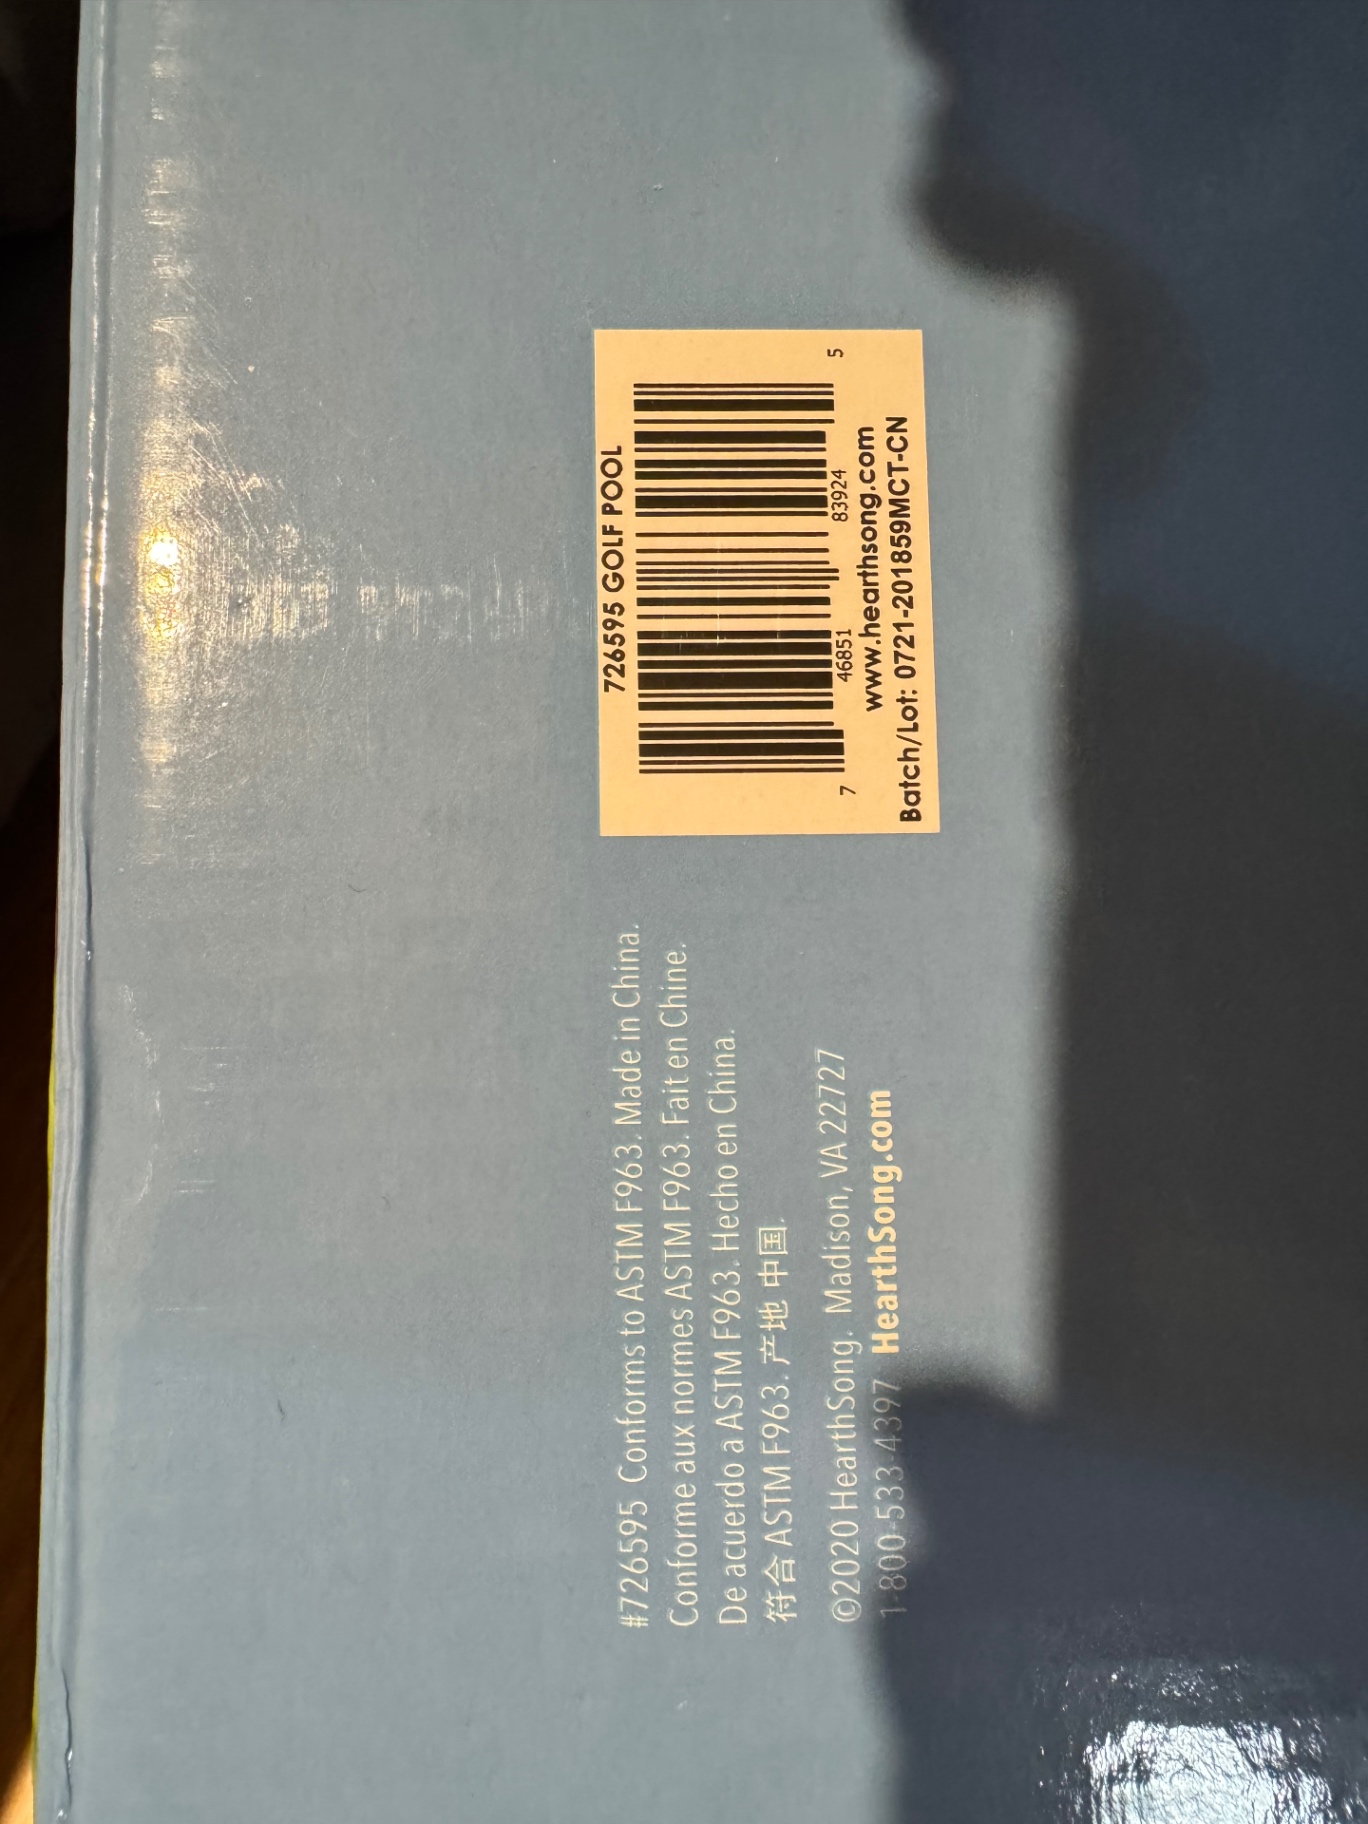 726595 GOLF POOL
7 46851 83924 5
www.hearthsong.com
Batch/Lot: 0721-201859MCT-CN
#726595 Conforms to ASTM F963. Made in China.
Conforme aux normes ASTM F963. Fait en Chine.
De acuerdo a ASTM F963. Hecho en China.
符合 ASTM F963. 产地 中国.
©2020 HearthSong. Madison, VA 22727
1-800-533-4397 HearthSong.com